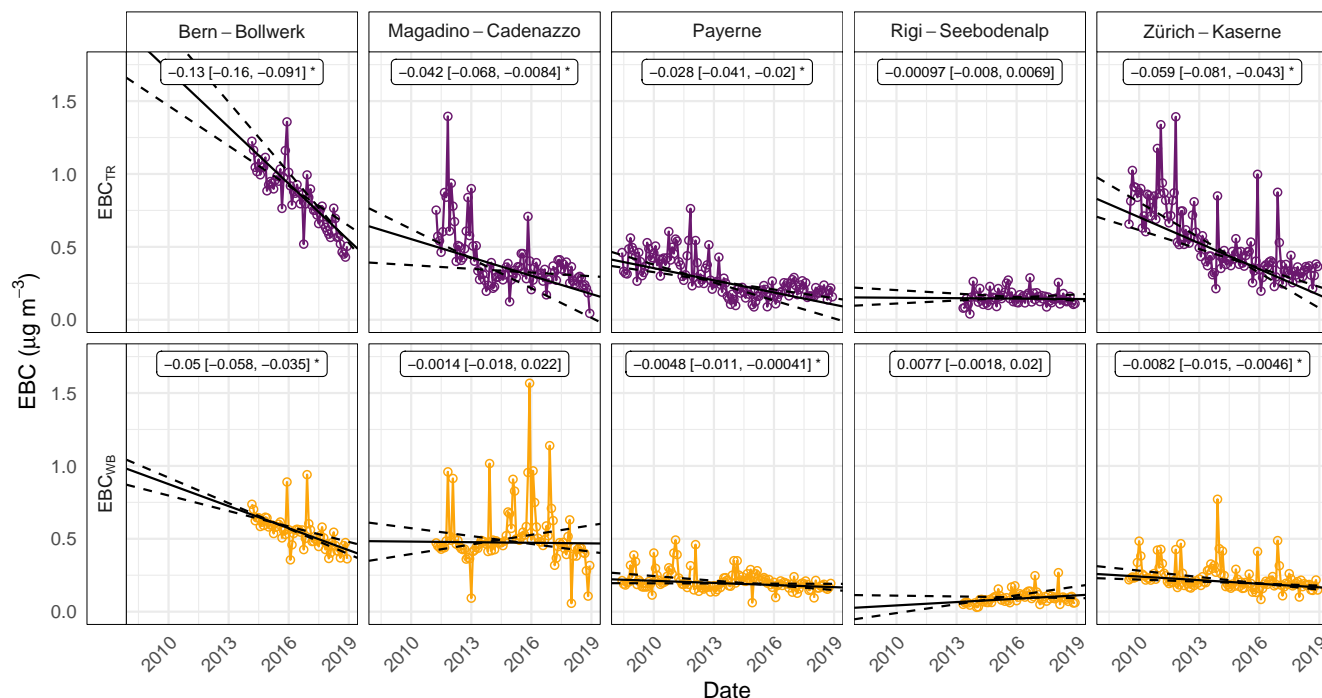 Bern – Bollwerk
Magadino – Cadenazzo
Payerne
Rigi – Seebodenalp
Zürich – Kaserne
−0.13 [−0.16, −0.091] *
−0.042 [−0.068, −0.0084] *
−0.028 [−0.041, −0.02] *
−0.00097 [−0.008, 0.0069]
−0.059 [−0.081, −0.043] *
EBC_TR
1.5
1.0
0.5
0.0
−0.05 [−0.058, −0.035] *
−0.0014 [−0.018, 0.022]
−0.0048 [−0.011, −0.00041] *
0.0077 [−0.0018, 0.02]
−0.0082 [−0.015, −0.0046] *
EBC_WB
1.5
1.0
0.5
0.0
EBC (µg m⁻³)
2010 2013 2016 2019
2010 2013 2016 2019
2010 2013 2016 2019
2010 2013 2016 2019
2010 2013 2016 2019
Date